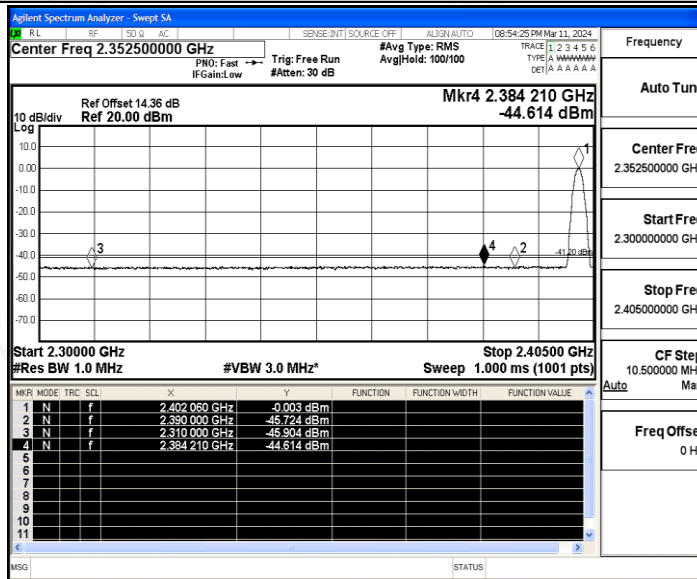 Agilent Spectrum Analyzer - Swept SA
RL RF 50 Ω AC SENSE:INT SOURCE OFF ALIGN AUTO 08:54:25 PM Mar 11, 2024
Center Freq 2.352500000 GHz
PNO: Fast
IFGain:Low
Trig: Free Run
#Atten: 30 dB
#Avg Type: RMS
Avg|Hold: 100/100
TRACE 1 2 3 4 5 6
TYPE A WWWWW
DET A A A A A A
Frequency
Auto Tun
Center Fre
2.352500000 GH
Start Fre
2.300000000 GH
Stop Fre
2.405000000 GH
CF Step
10.500000 MH
Auto Ma
Freq Offse
0 H
Ref Offset 14.36 dB
10 dB/div Ref 20.00 dBm
Log
Mkr4 2.384 210 GHz
-44.614 dBm
10.0
0.00
-10.0
-20.0
-30.0
-40.0
-50.0
-60.0
-70.0
1
3
4
2
-41.20 dBm
Start 2.30000 GHz Stop 2.40500 GHz
#Res BW 1.0 MHz #VBW 3.0 MHz* Sweep 1.000 ms (1001 pts)
MKR MODE TRC SCL X Y FUNCTION FUNCTION WIDTH FUNCTION VALUE
1 N f 2.402 060 GHz -0.003 dBm
2 N f 2.390 000 GHz -45.724 dBm
3 N f 2.310 000 GHz -45.904 dBm
4 N f 2.384 210 GHz -44.614 dBm
5
6
7
8
9
10
11
MSG STATUS